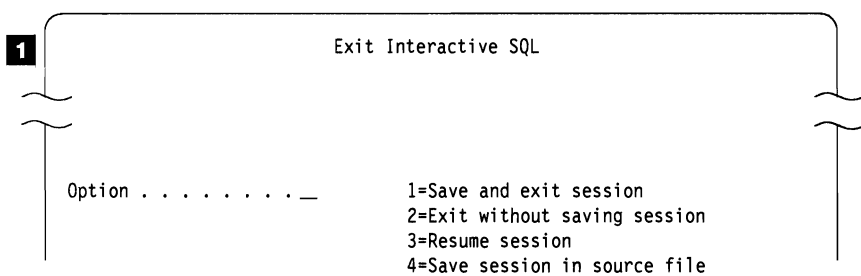 1
Exit Interactive SQL
Option . . . . . . . . _ 1=Save and exit session
2=Exit without saving session
3=Resume session
4=Save session in source file